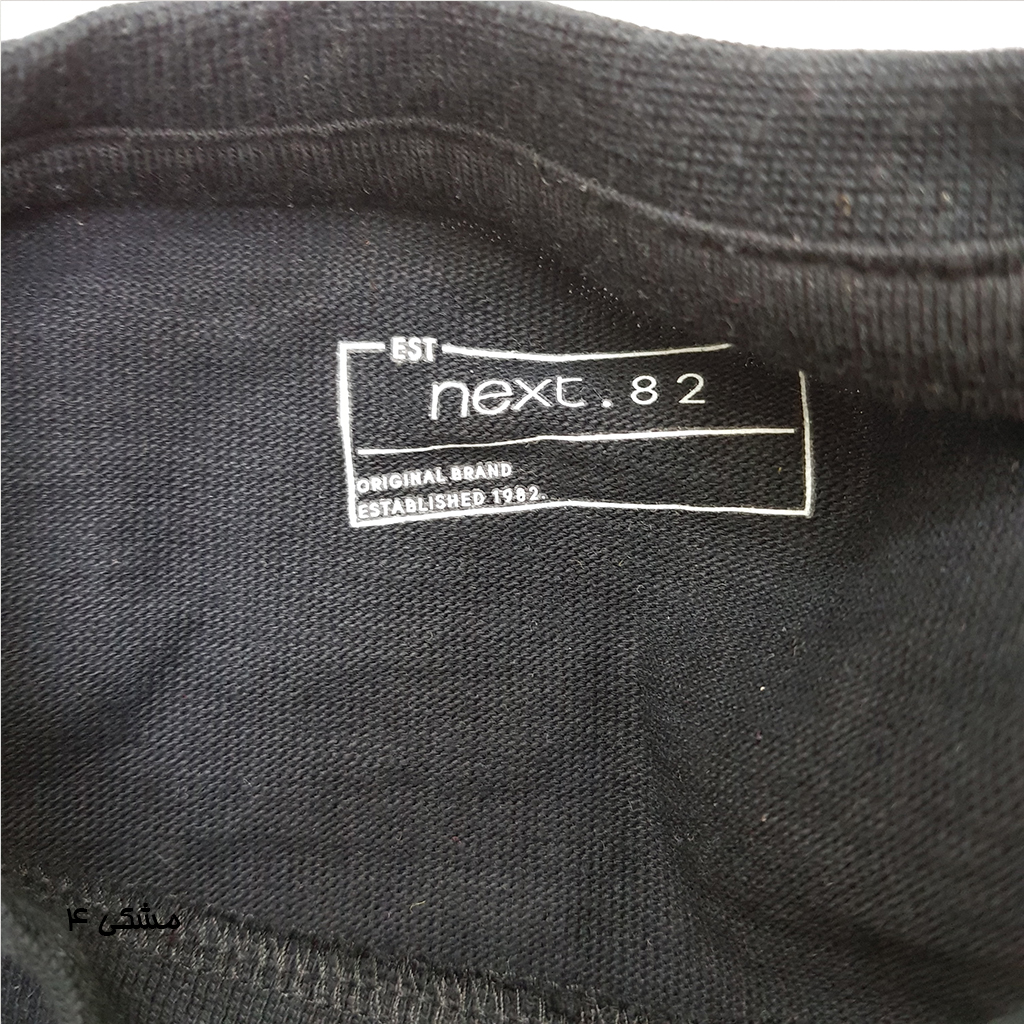 EST
next.82
ORIGINAL BRAND
ESTABLISHED 1982.
مشکی ۴